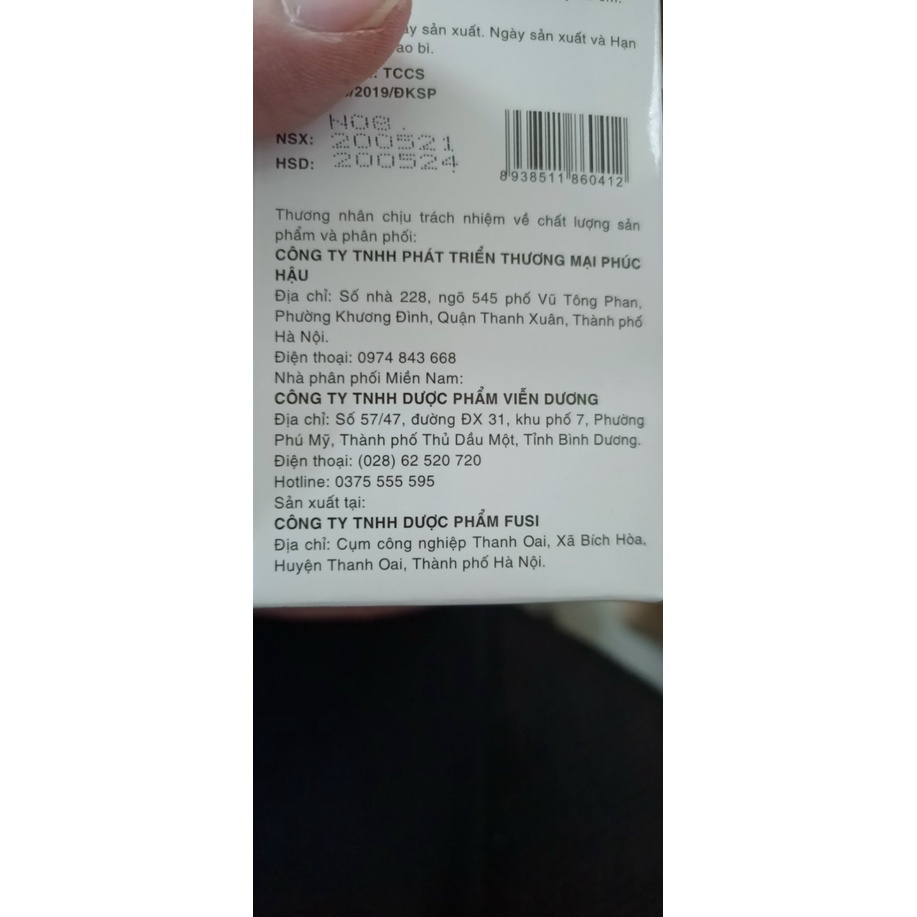 sản xuất. Ngày sản xuất và Hạn
bì.
TCCS
/2019/ĐKSP
N08.
NSX: 200521
HSD: 200524
8 938511 860412
Thương nhân chịu trách nhiệm về chất lượng sản
phẩm và phân phối:
CÔNG TY TNHH PHÁT TRIỂN THƯƠNG MẠI PHÚC
HẬU
Địa chỉ: Số nhà 228, ngõ 545 phố Vũ Tông Phan,
Phường Khương Đình, Quận Thanh Xuân, Thành phố
Hà Nội.
Điện thoại: 0974 843 668
Nhà phân phối Miền Nam:
CÔNG TY TNHH DƯỢC PHẨM VIỄN DƯƠNG
Địa chỉ: Số 57/47, đường ĐX 31, khu phố 7, Phường
Phú Mỹ, Thành phố Thủ Dầu Một, Tỉnh Bình Dương.
Điện thoại: (028) 62 520 720
Hotline: 0375 555 595
Sản xuất tại:
CÔNG TY TNHH DƯỢC PHẨM FUSI
Địa chỉ: Cụm công nghiệp Thanh Oai, Xã Bích Hòa,
Huyện Thanh Oai, Thành phố Hà Nội.